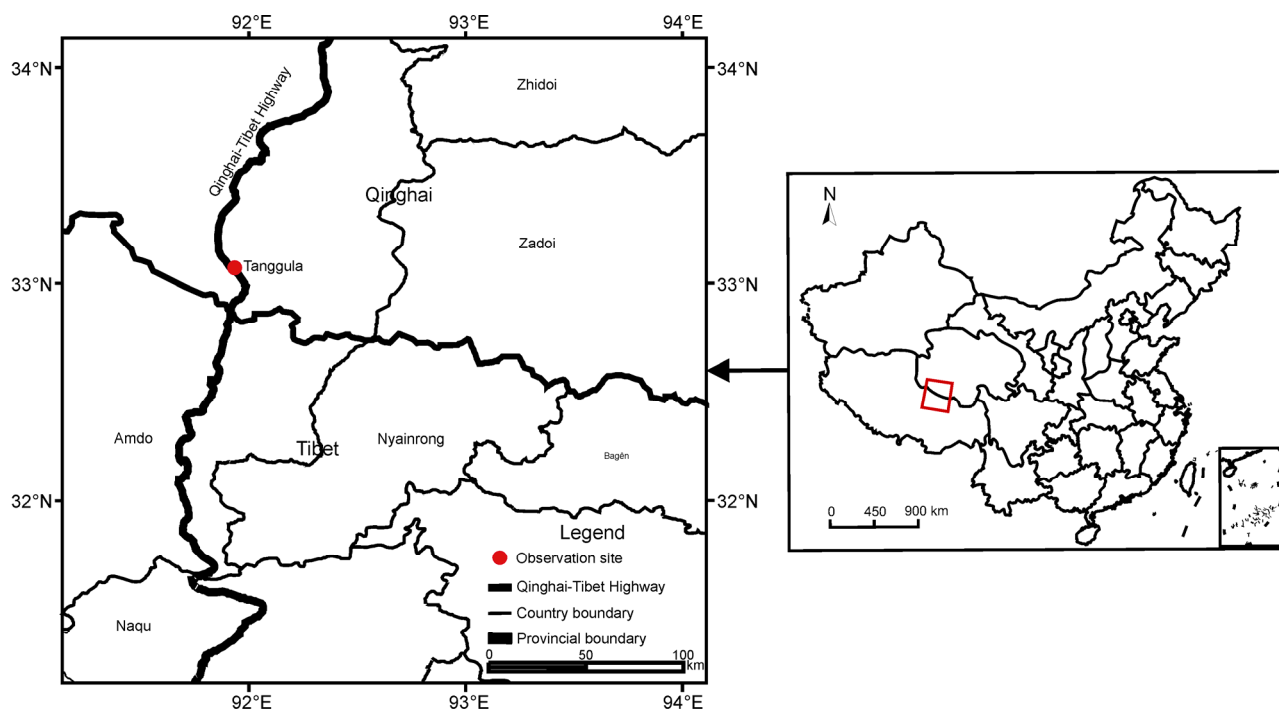 92°E
93°E
94°E
34°N
34°N
Qinghai-Tibet Highway
Zhidoi
Qinghai
Zadoi
Tanggula
33°N
33°N
Amdo
Tibet
Nyainrong
Bagên
32°N
32°N
Legend
Observation site
Qinghai-Tibet Highway
Country boundary
Provincial boundary
Naqu
0
50
100
km
92°E
93°E
94°E
N
0
450
900 km